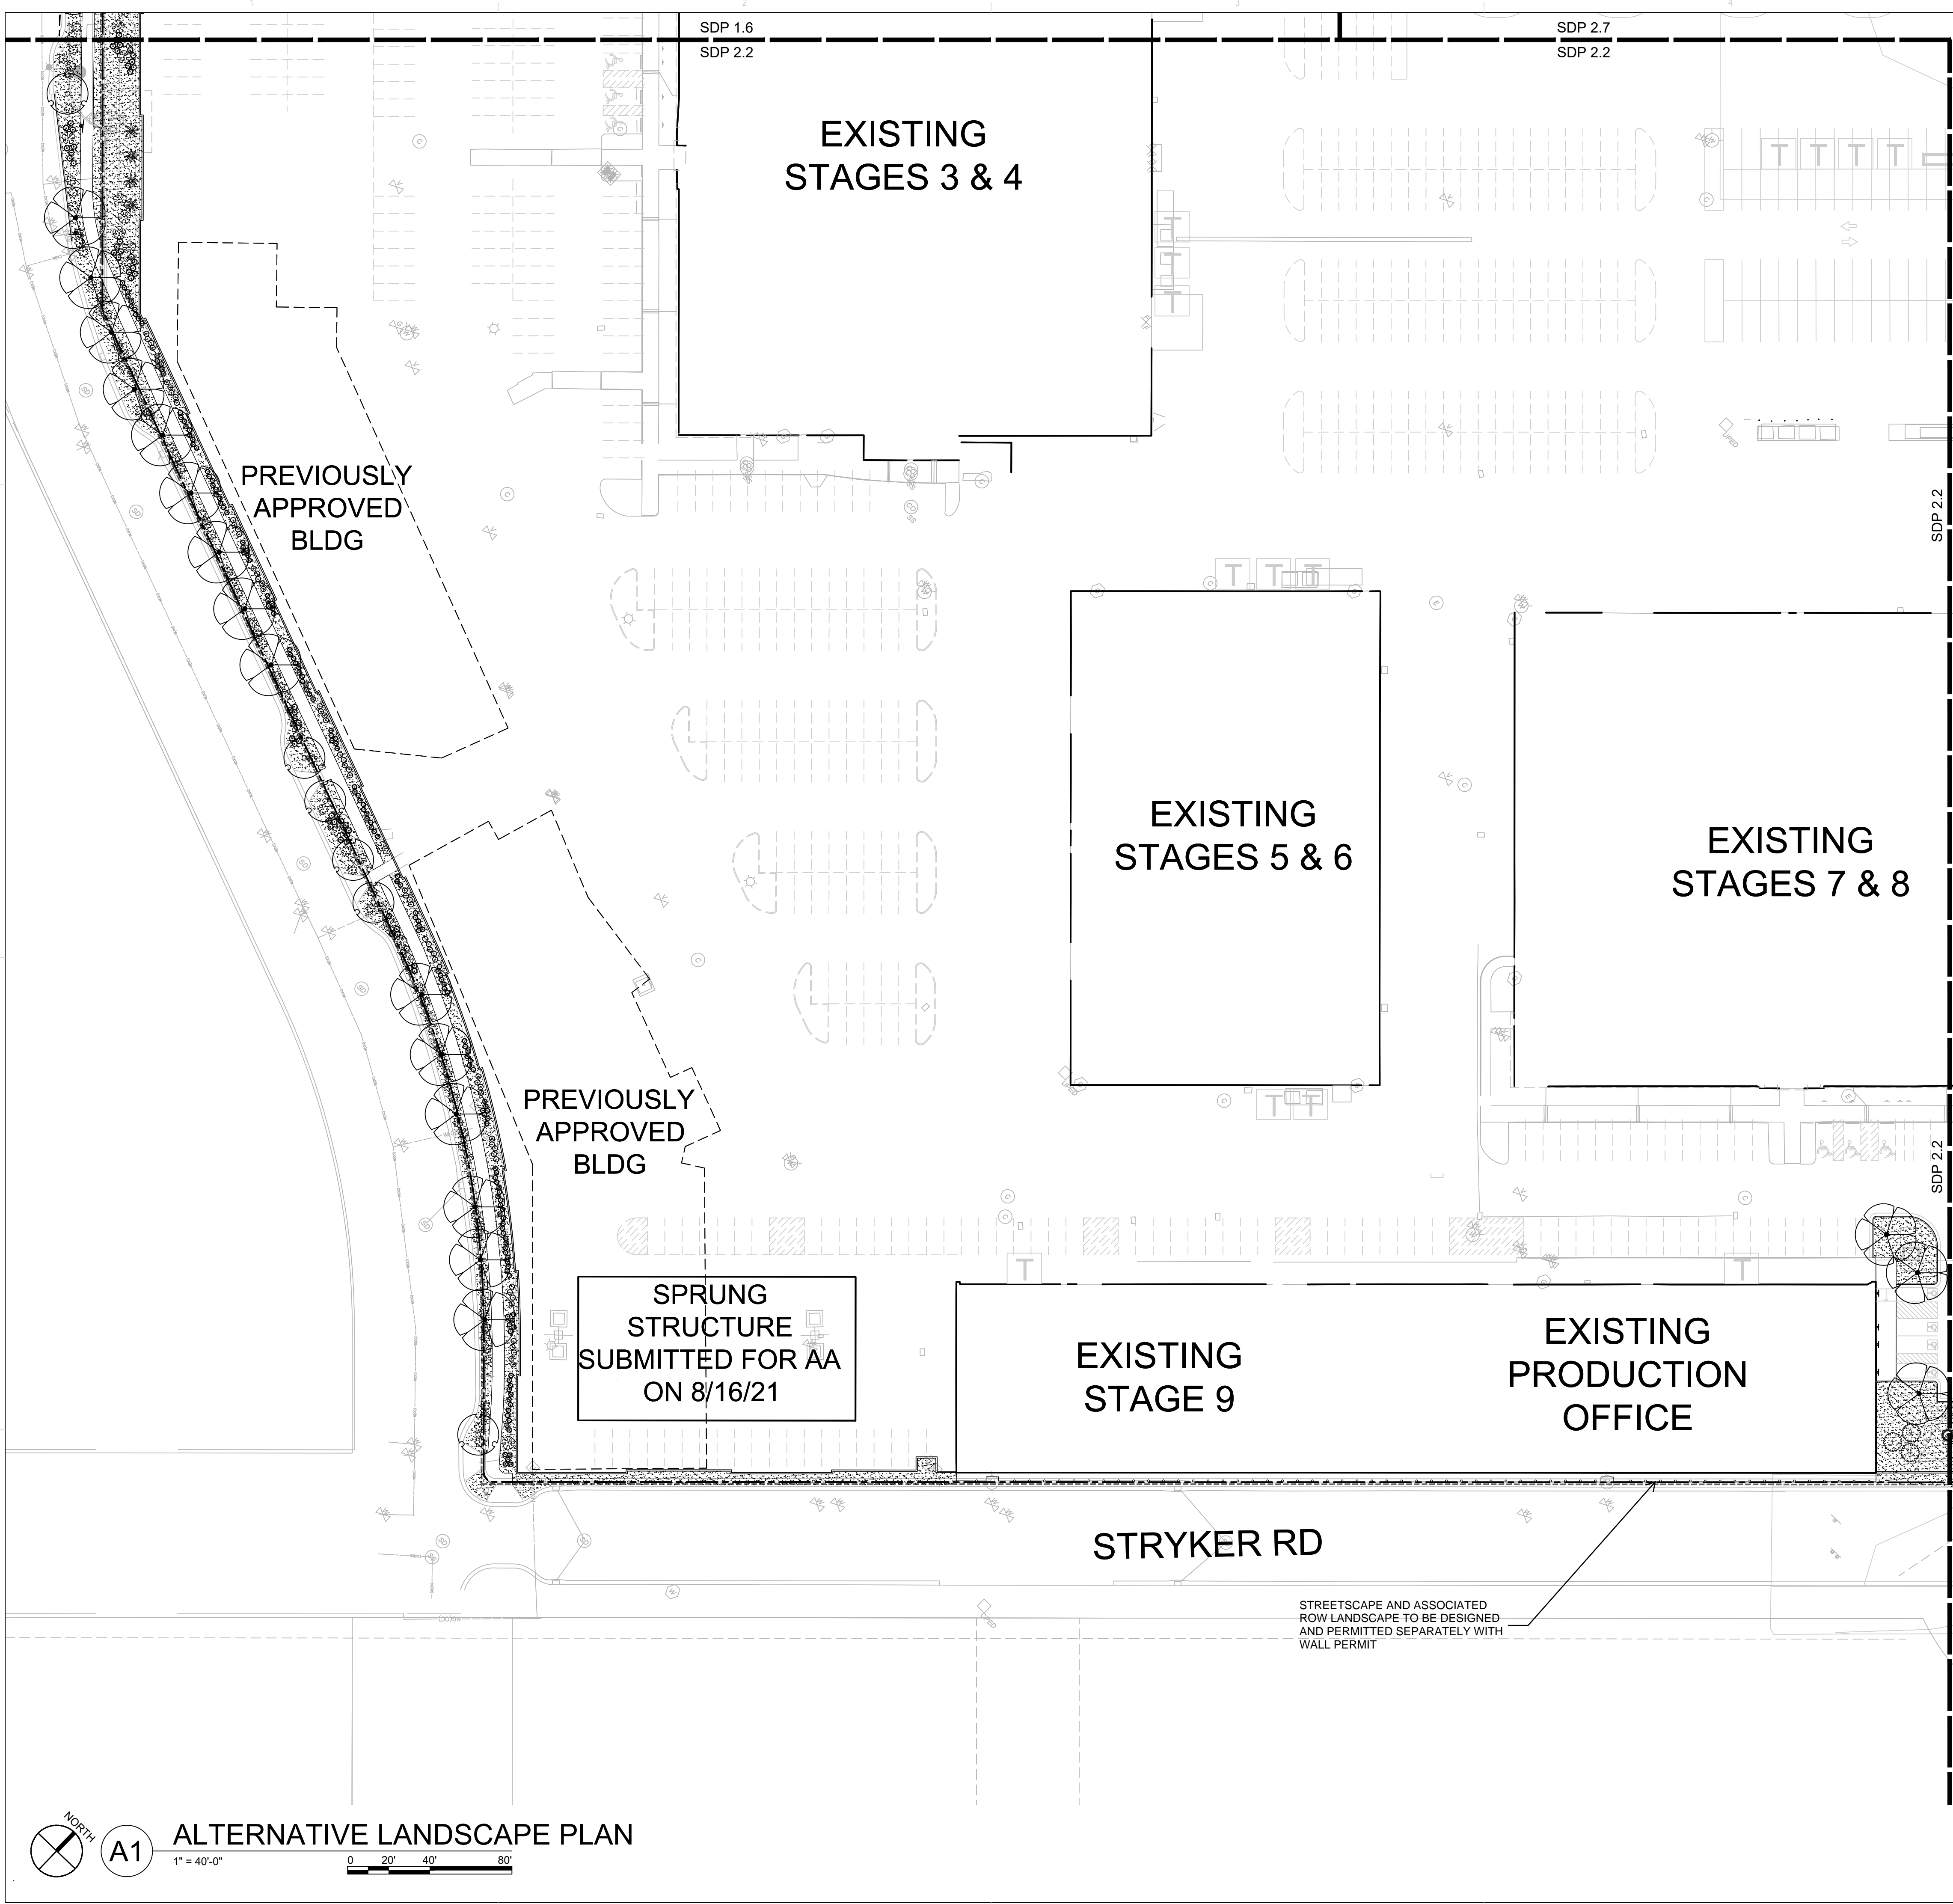 1
2
3
4
SDP 1.6
SDP 2.2
SDP 2.7
SDP 2.2
EXISTING
STAGES 3 & 4
T T T T
T
T
T
PREVIOUSLY
APPROVED
BLDG
SDP 2.2
T T T
EXISTING
STAGES 5 & 6
EXISTING
STAGES 7 & 8
T T
PREVIOUSLY
APPROVED
BLDG
SDP 2.2
T
T
SPRUNG
STRUCTURE
SUBMITTED FOR AA
ON 8/16/21
EXISTING
STAGE 9
EXISTING
PRODUCTION
OFFICE
STRYKER RD
STREETSCAPE AND ASSOCIATED
ROW LANDSCAPE TO BE DESIGNED
AND PERMITTED SEPARATELY WITH
WALL PERMIT
NORTH
A1
ALTERNATIVE LANDSCAPE PLAN
1" = 40'-0"
0 20' 40' 80'